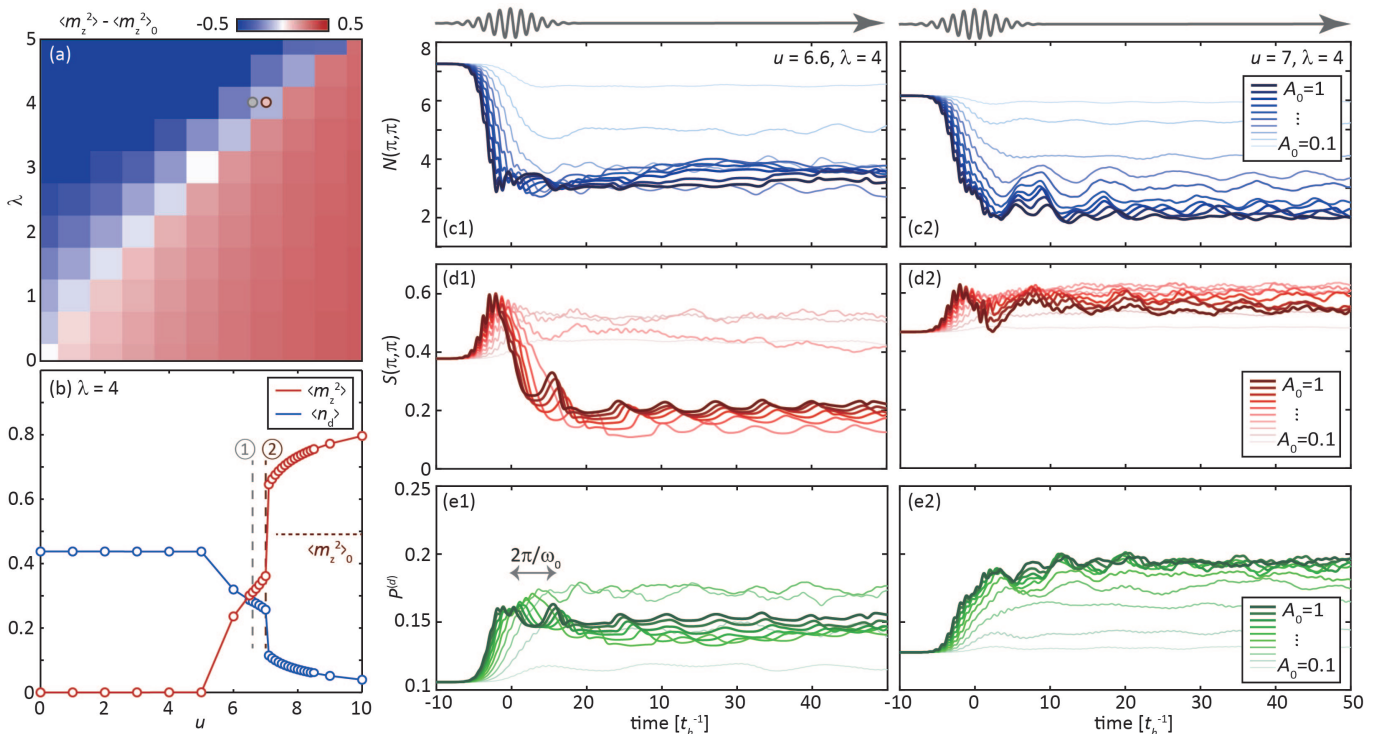 ⟨m_z²⟩ - ⟨m_z²⟩₀ -0.5 0.5
(a)
5
4
3
2
1
0
λ
(b) λ = 4
⟨m_z²⟩
⟨n_d⟩
① ②
⟨m_z²⟩₀
0.8
0.6
0.4
0.2
0
0 2 4 6 8 10
u
u = 6.6, λ = 4
8
6
4
2
N(π,π)
(c1)
(d1)
0.6
0.4
0.2
0
S(π,π)
(e1)
2π/ω₀
0.25
0.20
0.15
0.1
P^(d)
-10 0 10 20 30 40 -10
time [t_h⁻¹]
u = 7, λ = 4
A₀=1
⋮
A₀=0.1
(c2)
(d2)
A₀=1
⋮
A₀=0.1
(e2)
A₀=1
⋮
A₀=0.1
0 10 20 30 40 50
time [t_h⁻¹]